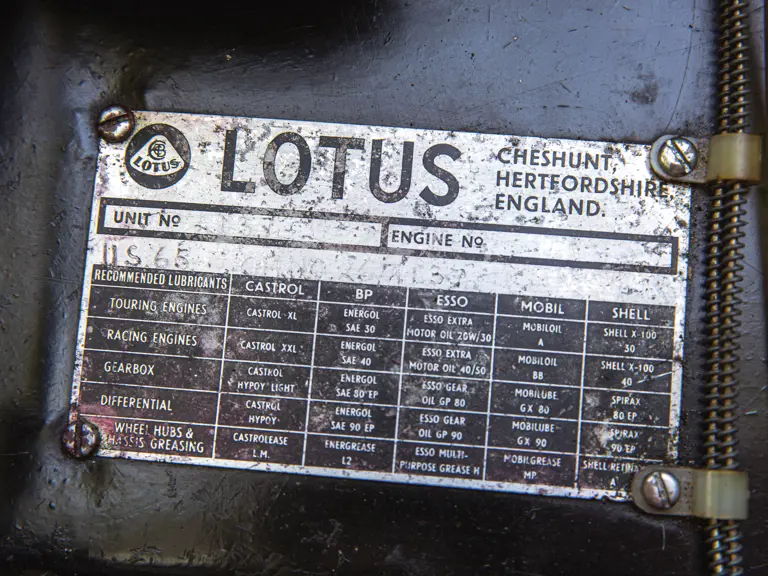 LOTUS
LOTUS
CHESHUNT,
HERTFORDSHIRE,
ENGLAND.
UNIT Nº
ENGINE Nº
RECOMMENDED LUBRICANTS CASTROL BP ESSO MOBIL SHELL
TOURING ENGINES CASTROL XL ENERGOL SAE 30 ESSO EXTRA MOTOR OIL 20W/30 MOBILOIL A SHELL X-100 30
RACING ENGINES CASTROL XXL ENERGOL SAE 40 ESSO EXTRA MOTOR OIL 40/50 MOBILOIL BB SHELL X-100 40
GEARBOX CASTROL HYPOY LIGHT ENERGOL SAE 80 EP ESSO GEAR OIL GP 80 MOBILUBE GX 80 SPIRAX 80 EP
DIFFERENTIAL CASTROL HYPOY ENERGOL SAE 90 EP ESSO GEAR OIL GP 90 MOBILUBE GX 90 SPIRAX 90 EP
WHEEL HUBS & CHASSIS GREASING CASTROLEASE L.M. ENERGREASE L2 ESSO MULTI-PURPOSE GREASE H MOBILGREASE MP SHELL RETINAX A